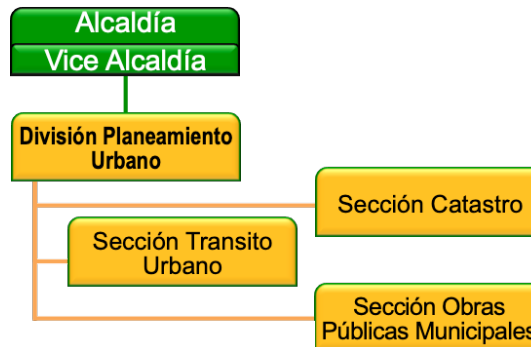 Alcaldía
Vice Alcaldía
División Planeamiento
Urbano
Sección Catastro
Sección Transito
Urbano
Sección Obras
Públicas Municipales